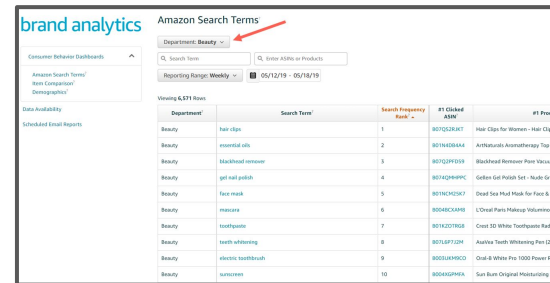 brand analytics
Consumer Behavior Dashboards
Amazon Search Terms
Item Comparison
Demographics
Data Availability
Scheduled Email Reports
Amazon Search Terms
Department: Beauty
Search Term
Enter ASINs or Products
Reporting Range: Weekly 05/12/19 - 05/18/19
Viewing 6,571 Rows
Department Search Term Search Frequency Rank #1 Clicked ASIN #1 Pro
Beauty hair clips 1 B07QS2RJKT Hair Clips for Women - Hair Cli
Beauty essential oils 2 ArtNaturals Aromatherapy Top
Beauty blackhead remover 3 B07Q2PFDS9 Blackhead Remover Pore Vacu
Beauty gel nail polish 4 B074QMHPPC Gellen Gel Polish Set - Nude Gr
Beauty face mask 5 B01NCM25K7 Dead Sea Mud Mask for Face &
Beauty mascara 6 B004BCXAM8 L'Oreal Paris Makeup Volumino
Beauty toothpaste 7 B01KZOTRG8 Crest 3D White Toothpaste Rad
Beauty teeth whitening 8 B07L6P7J2M AsaVea Teeth Whitening Pen (2
Beauty electric toothbrush 9 B003UKM9CO Oral-B White Pro 1000 Power R
Beauty sunscreen 10 B004XGPMFA Sun Bum Original Moisturizing